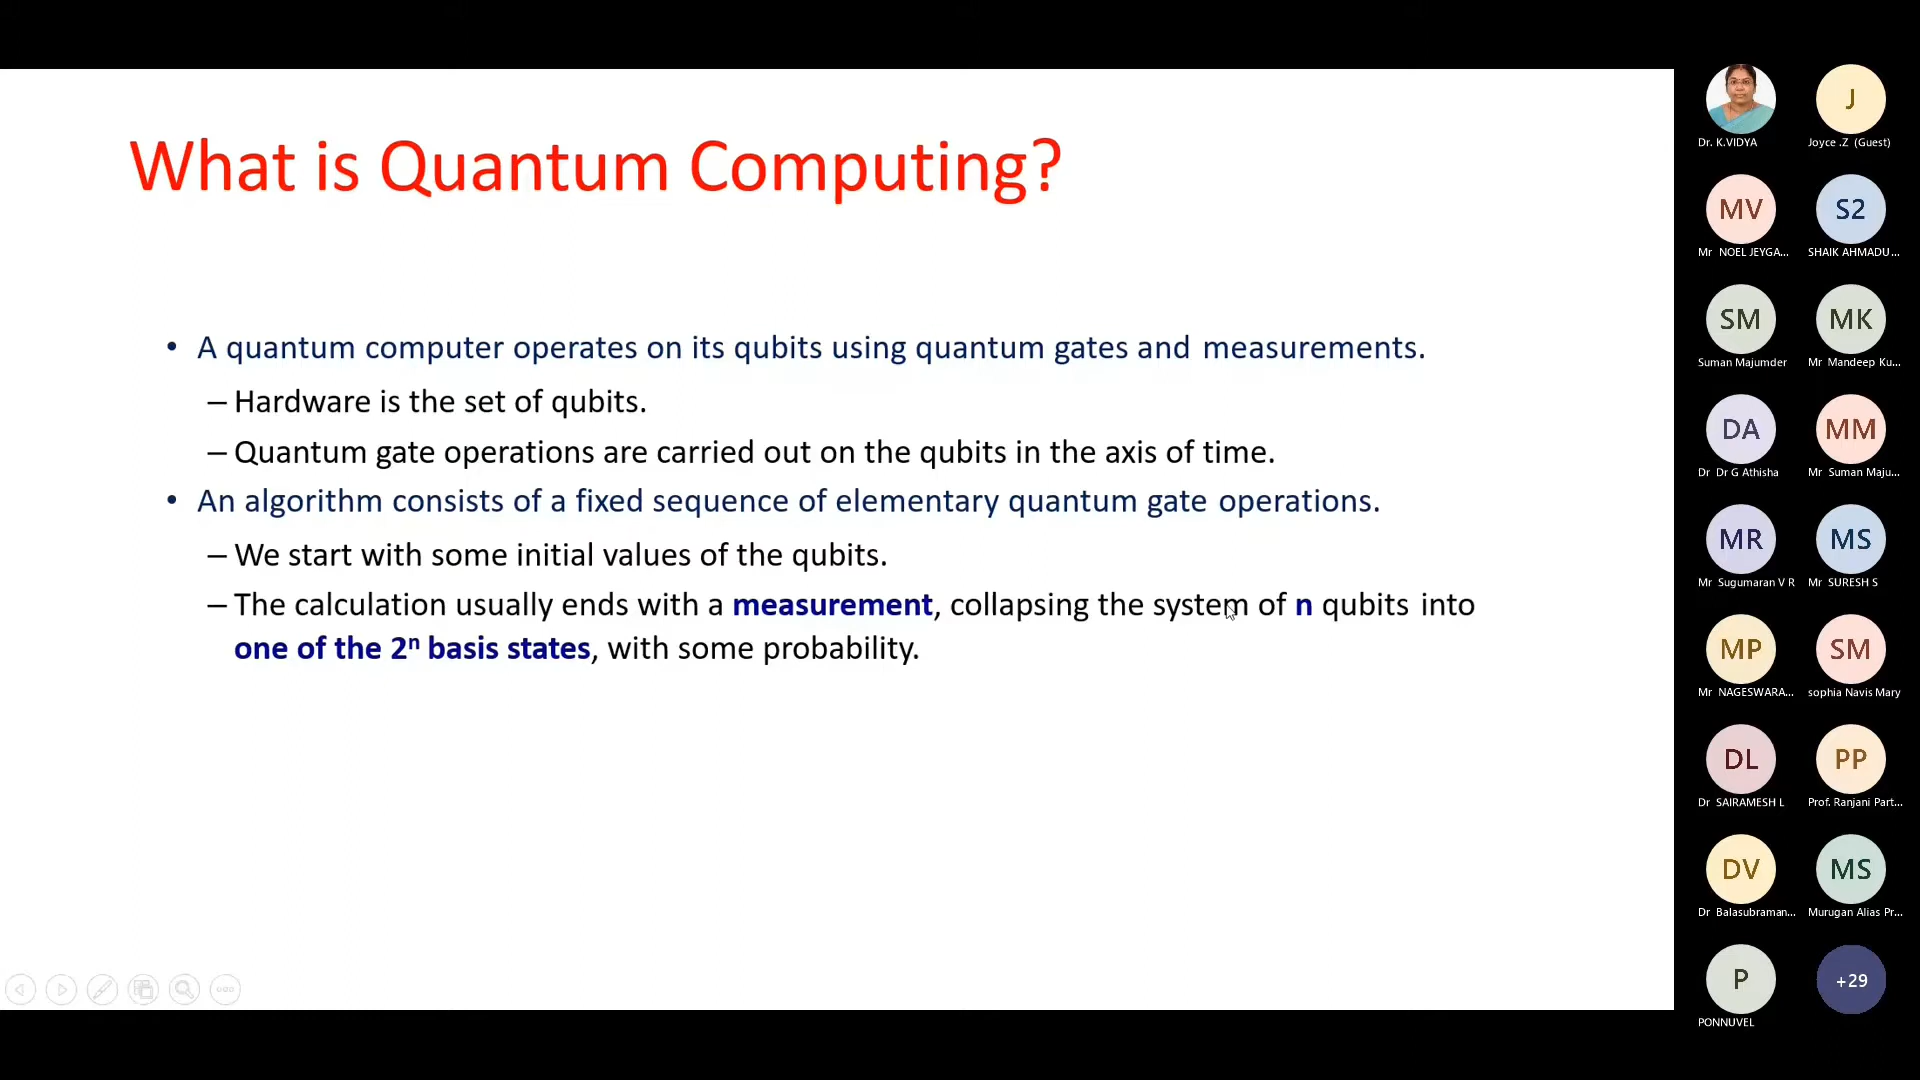 What is Quantum Computing?
• A quantum computer operates on its qubits using quantum gates and measurements.
– Hardware is the set of qubits.
– Quantum gate operations are carried out on the qubits in the axis of time.
• An algorithm consists of a fixed sequence of elementary quantum gate operations.
– We start with some initial values of the qubits.
– The calculation usually ends with a measurement, collapsing the system of n qubits into
one of the 2ⁿ basis states, with some probability.
Dr. K.VIDYA
J
Joyce .Z (Guest)
MV
Mr NOEL JEYGA...
S2
SHAIK AHMADU...
SM
Suman Majumder
MK
Mr Mandeep Ku...
DA
Dr Dr G Athisha
MM
Mr Suman Maju...
MR
Mr Sugumaran V R
MS
Mr SURESH S
MP
Mr NAGESWARA...
SM
sophia Navis Mary
DL
Dr SAIRAMESH L
PP
Prof. Ranjani Part...
DV
Dr Balasubraman...
MS
Murugan Alias Pr...
P
PONNUVEL
+29